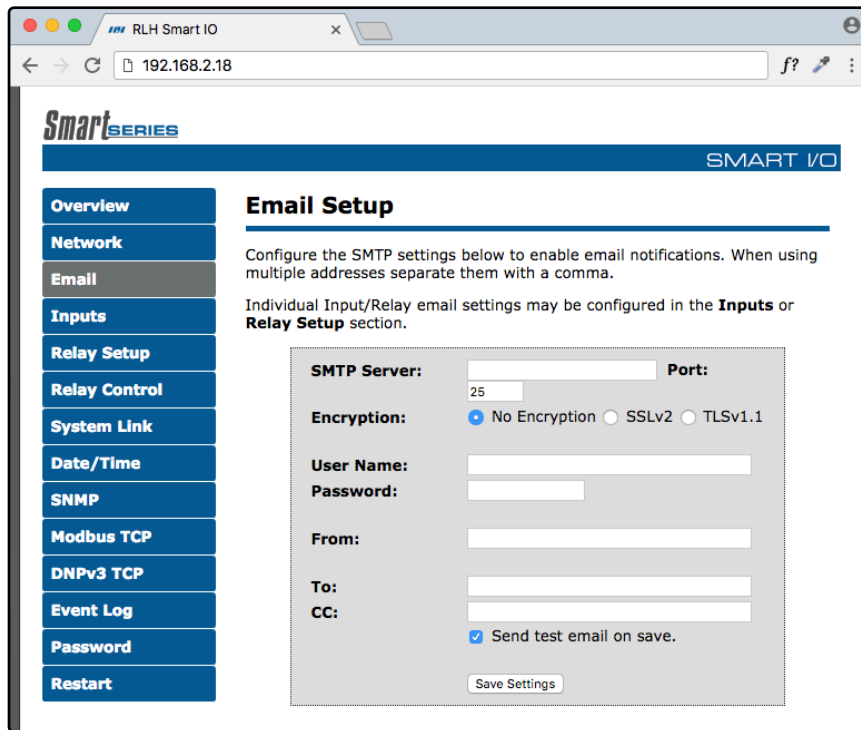 RLH Smart IO
192.168.2.18
f?
Smart SERIES
SMART I/O
Overview
Network
Email
Inputs
Relay Setup
Relay Control
System Link
Date/Time
SNMP
Modbus TCP
DNPv3 TCP
Event Log
Password
Restart
Email Setup
Configure the SMTP settings below to enable email notifications. When using
multiple addresses separate them with a comma.
Individual Input/Relay email settings may be configured in the Inputs or
Relay Setup section.
SMTP Server: Port:
25
Encryption: No Encryption SSLv2 TLSv1.1
User Name:
Password:
From:
To:
CC:
Send test email on save.
Save Settings